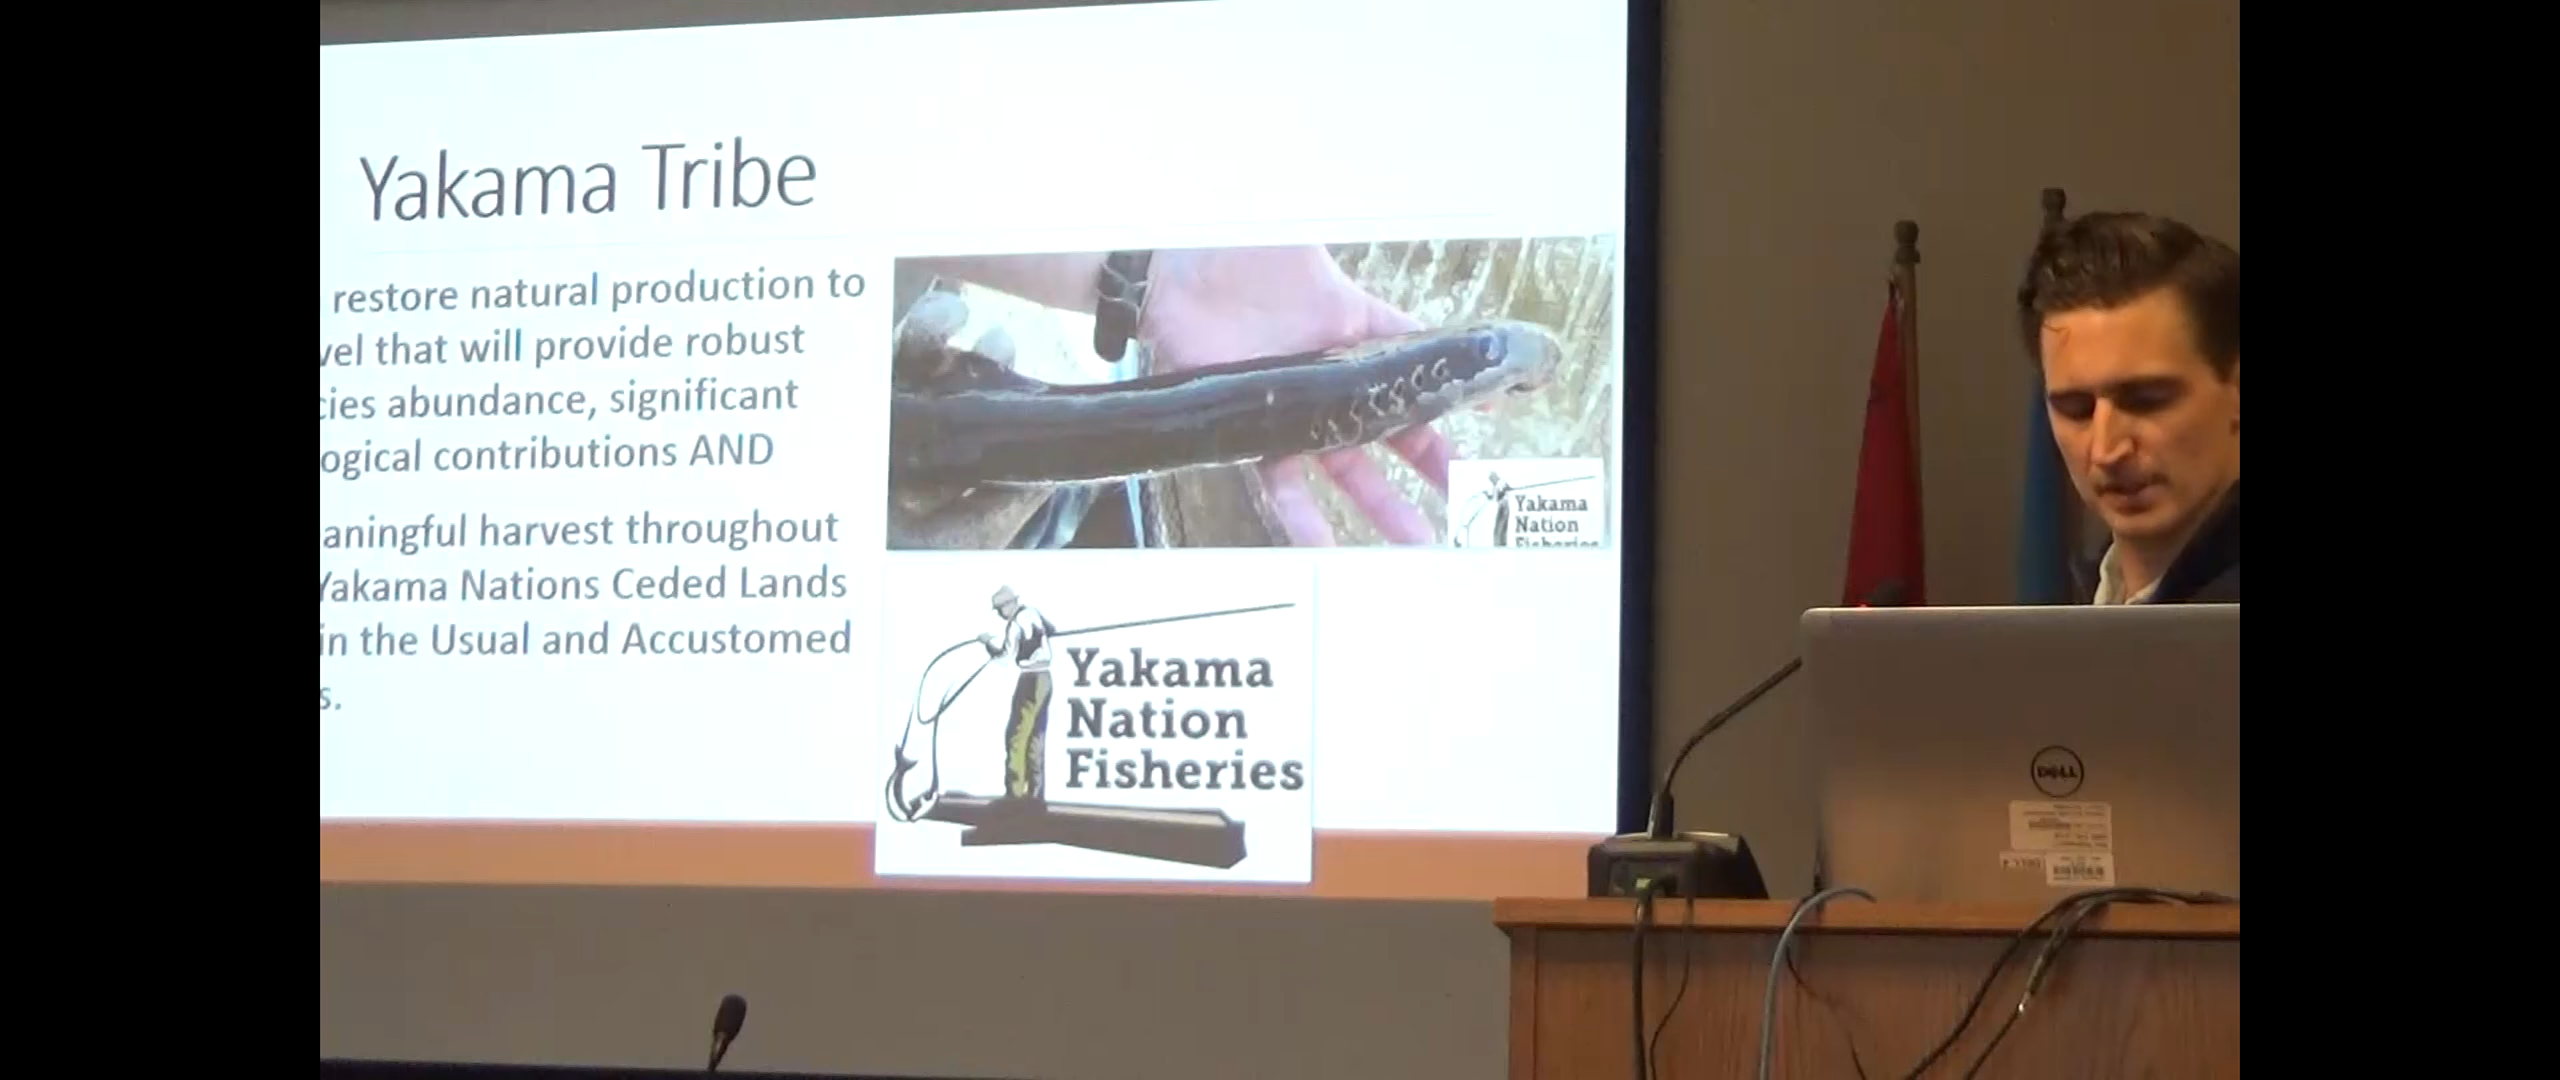 Yakama Tribe
restore natural production to
vel that will provide robust
cies abundance, significant
ogical contributions AND
aningful harvest throughout
Yakama Nations Ceded Lands
in the Usual and Accustomed
s.
Yakama
Nation
Fisheries
Yakama
Nation
Fisheries
DELL